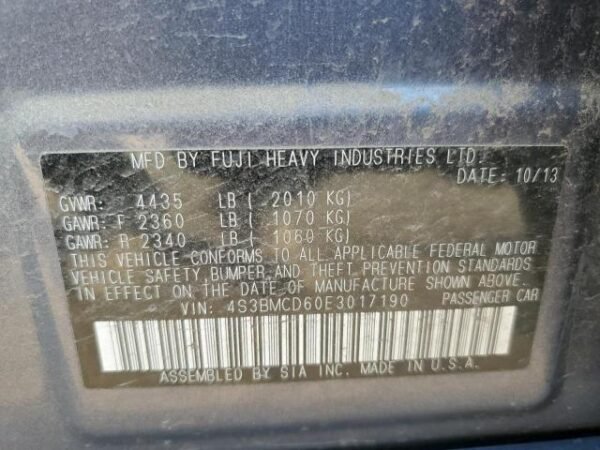 MFD BY FUJI HEAVY INDUSTRIES LTD.
DATE: 10/13
GVWR: 4435 LB ( 2010 KG)
GAWR: F 2360 LB ( 1070 KG)
GAWR: R 2340 LB ( 1060 KG)
THIS VEHICLE CONFORMS TO ALL APPLICABLE FEDERAL MOTOR
VEHICLE SAFETY, BUMPER AND THEFT PREVENTION STANDARDS
IN EFFECT ON THE DATE OF MANUFACTURE SHOWN ABOVE.
VIN: 4S3BMCD60E3017190 PASSENGER CAR
ASSEMBLED BY SIA INC. MADE IN U.S.A.